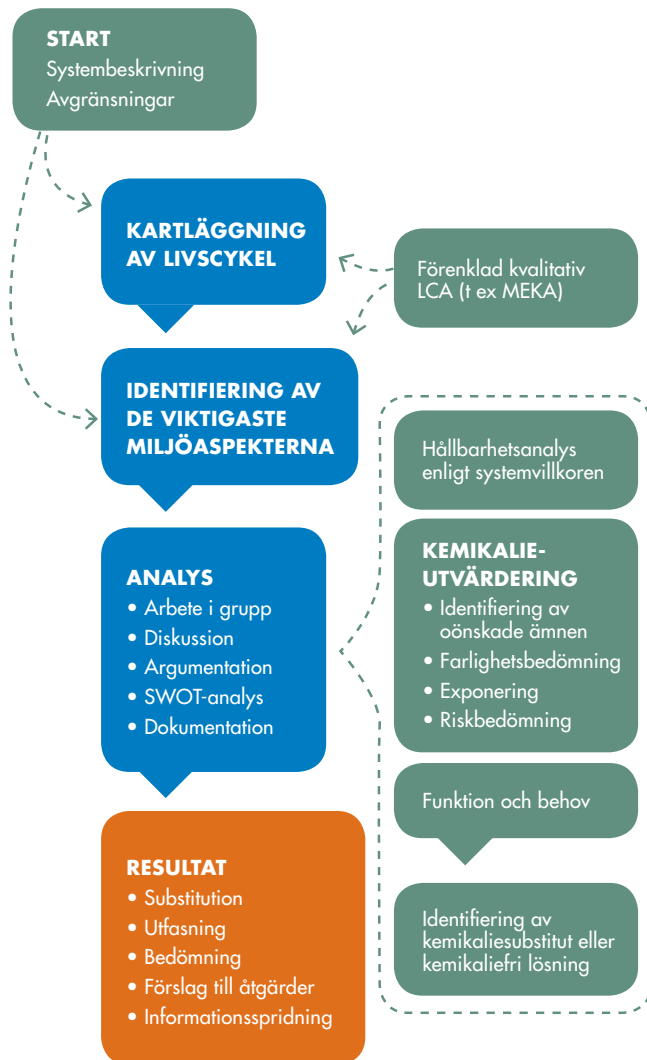 START
Systembeskrivning
Avgränsningar
KARTLÄGGNING
AV LIVSCYKEL
Förenklad kvalitativ
LCA (t ex MEKA)
IDENTIFIERING AV
DE VIKTIGASTE
MILJÖASPEKTERNA
ANALYS
• Arbete i grupp
• Diskussion
• Argumentation
• SWOT-analys
• Dokumentation
RESULTAT
• Substitution
• Utfasning
• Bedömning
• Förslag till åtgärder
• Informationsspridning
Hållbarhetsanalys
enligt systemvillkoren
KEMIKALIE-
UTVÄRDERING
• Identifiering av
oönskade ämnen
• Farlighetsbedömning
• Exponering
• Riskbedömning
Funktion och behov
Identifiering av
kemikaliesubstitut eller
kemikaliefri lösning